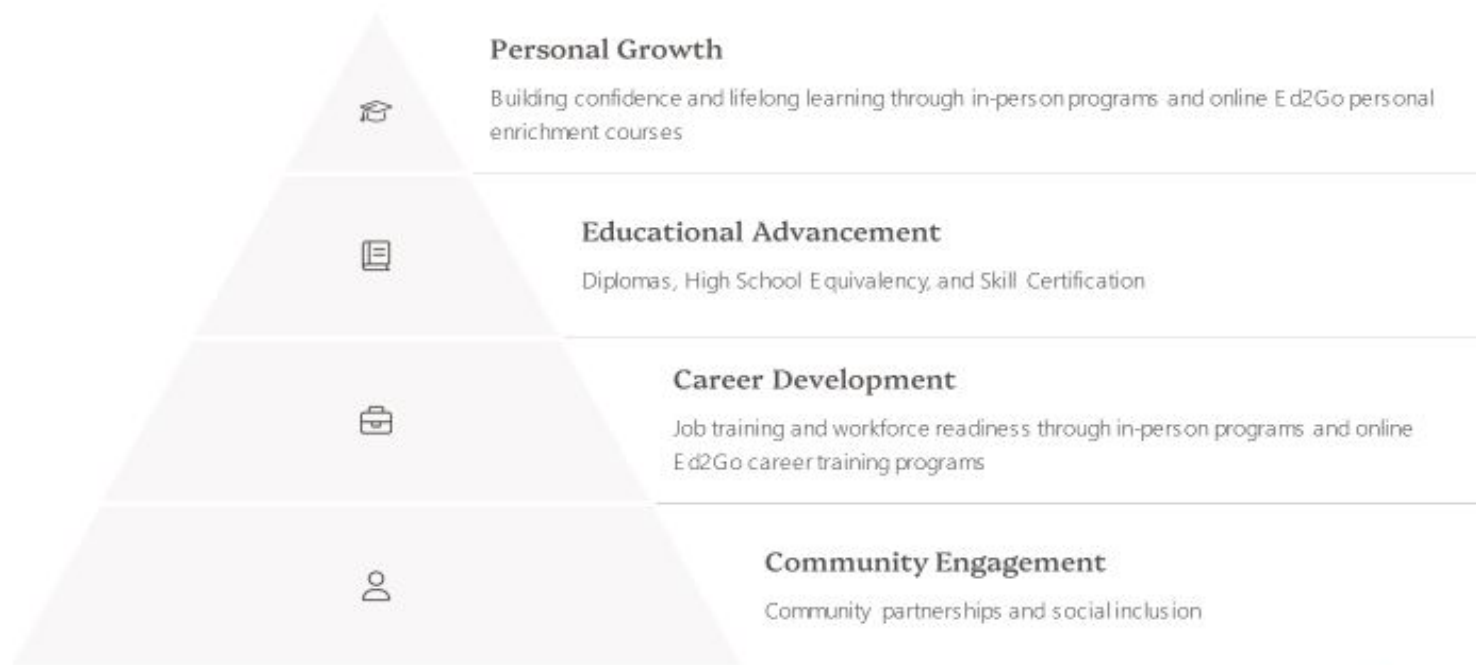 Personal Growth
Building confidence and lifelong learning through in-person programs and online Ed2Go personal
enrichment courses
Educational Advancement
Diplomas, High School Equivalency, and Skill Certification
Career Development
Job training and workforce readiness through in-person programs and online
Ed2Go career training programs
Community Engagement
Community partnerships and social inclusion